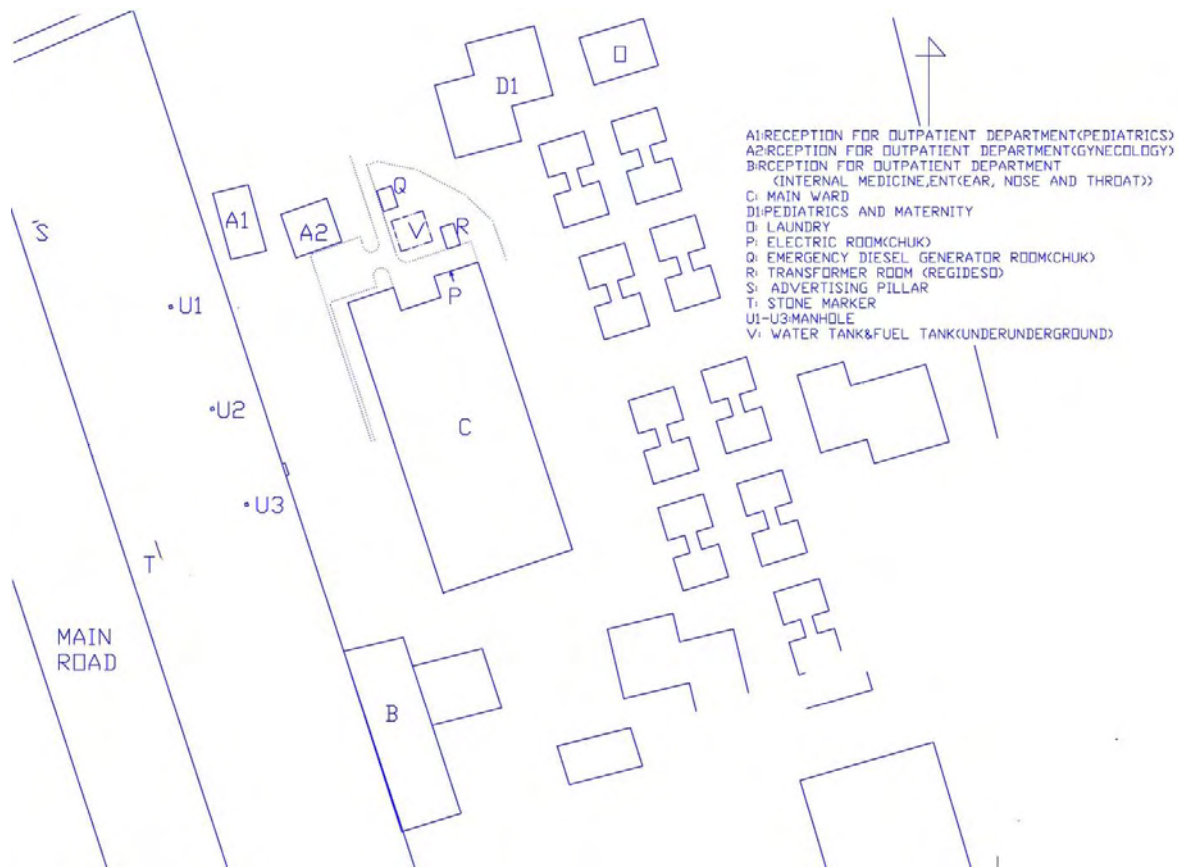 O
D1
A1:RECEPTION FOR OUTPATIENT DEPARTMENT(PEDIATRICS)
A2:RCEPTION FOR OUTPATIENT DEPARTMENT(GYNECOLOGY)
B:RCEPTION FOR OUTPATIENT DEPARTMENT
(INTERNAL MEDICINE,ENT(EAR, NOSE AND THROAT))
C: MAIN WARD
D1:PEDIATRICS AND MATERNITY
O: LAUNDRY
P: ELECTRIC ROOM(CHUK)
Q: EMERGENCY DIESEL GENERATOR ROOM(CHUK)
R: TRANSFORMER ROOM (REGIDESO)
S: ADVERTISING PILLAR
T: STONE MARKER
U1-U3:MANHOLE
V: WATER TANK&FUEL TANK(UNDERUNDERGROUND)
Q
A1
A2
V
R
S
P
U1
U2
C
U3
T
MAIN
ROAD
B